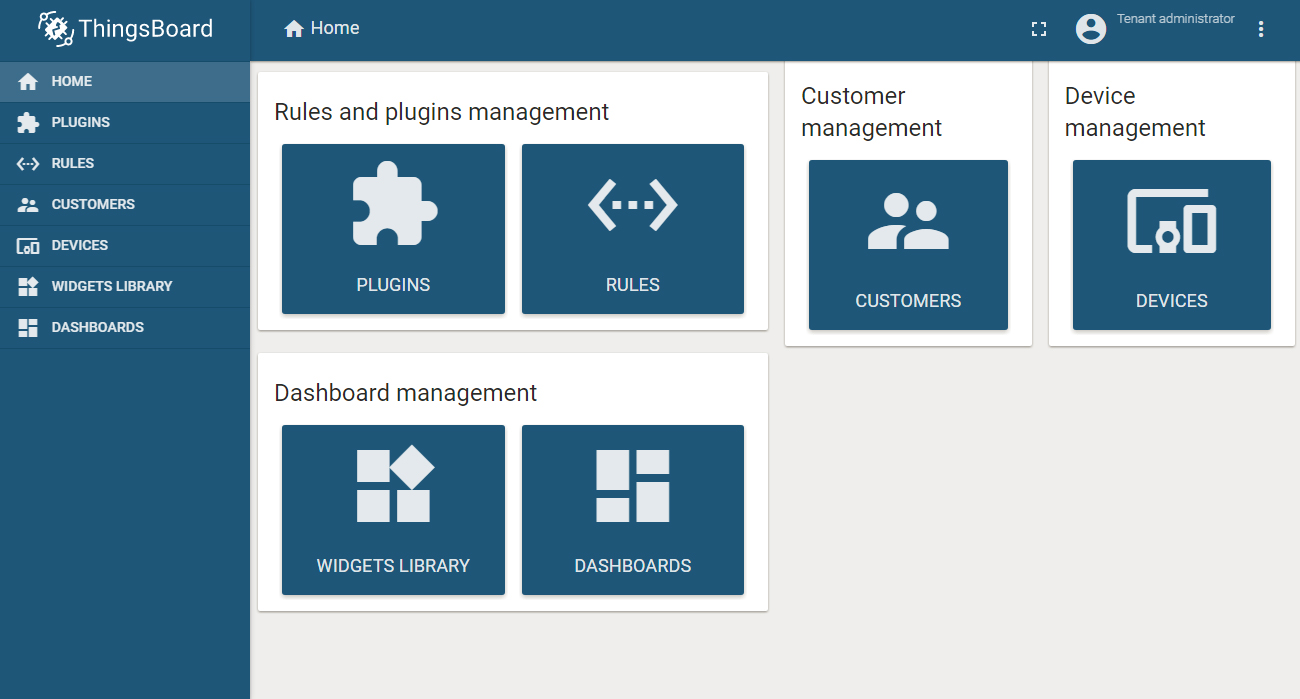 ThingsBoard
Home
Tenant administrator
HOME
PLUGINS
RULES
CUSTOMERS
DEVICES
WIDGETS LIBRARY
DASHBOARDS
Rules and plugins management
PLUGINS
RULES
Customer
management
CUSTOMERS
Device
management
DEVICES
Dashboard management
WIDGETS LIBRARY
DASHBOARDS